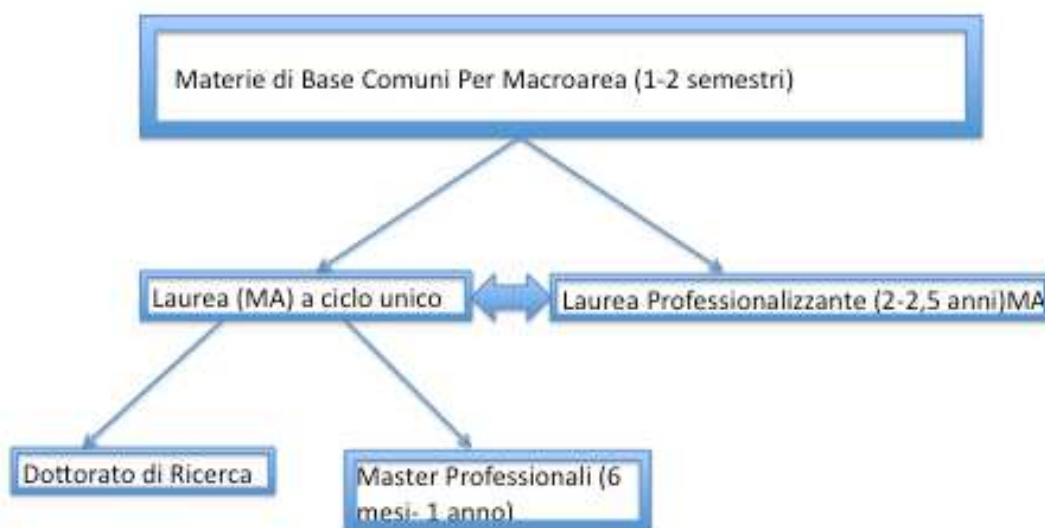 Materie di Base Comuni Per Macroarea (1-2 semestri)
Laurea (MA) a ciclo unico
Laurea Professionalizzante (2-2,5 anni)MA
Dottorato di Ricerca
Master Professionali (6
mesi- 1 anno)